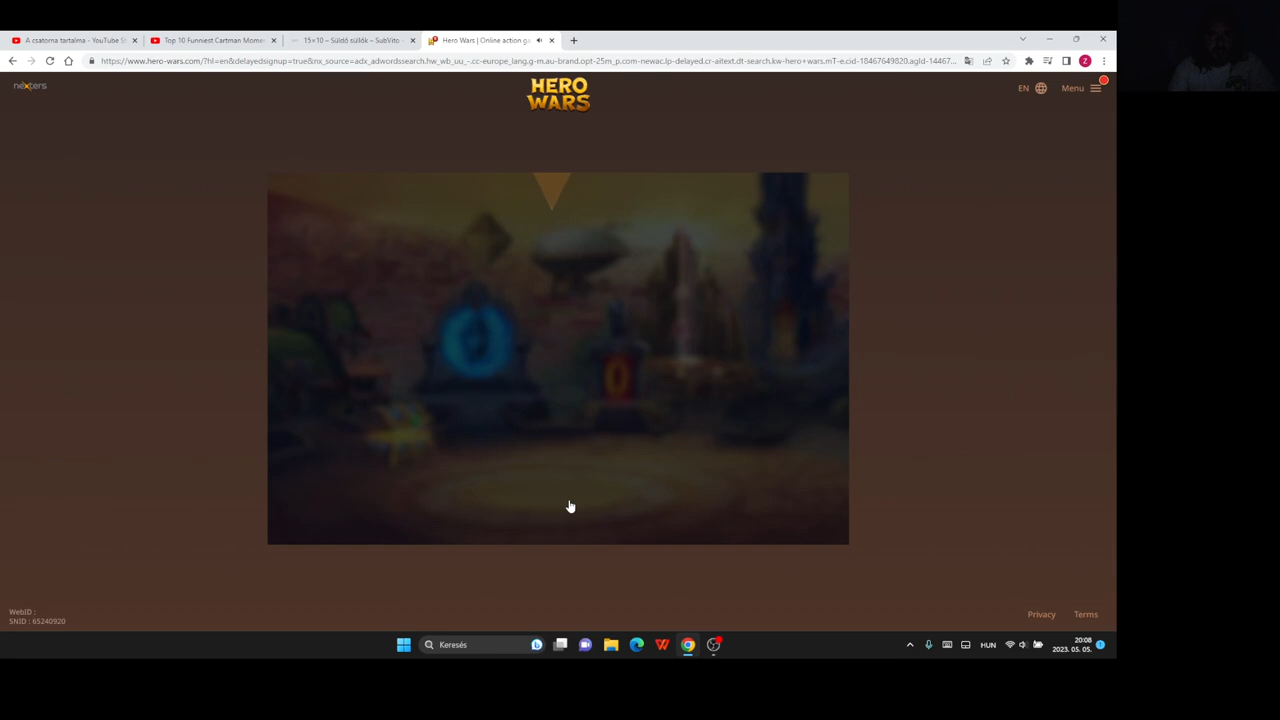 A csatorna tartalma - YouTube St
Top 10 Funniest Cartman Mome
15×10 – Süldő süllők – SubVito -
Hero Wars | Online action g
https://www.hero-wars.com/?hl=en&delayedsignup=true&nx_source=adx_adwordssearch.hw_wb_uu_-.cc-europe_lang.g-m.au-brand.opt-25m_p.com-newac.lp-delayed.cr-aitext.dt-search.kw-hero+wars.mT-e.cid-18467649820.agId-14467...
Z
nexters
HERO
WARS
EN
Menu
WebID :
SNID : 65240920
Privacy
Terms
Keresés
HUN
20:08
2023. 05. 05.